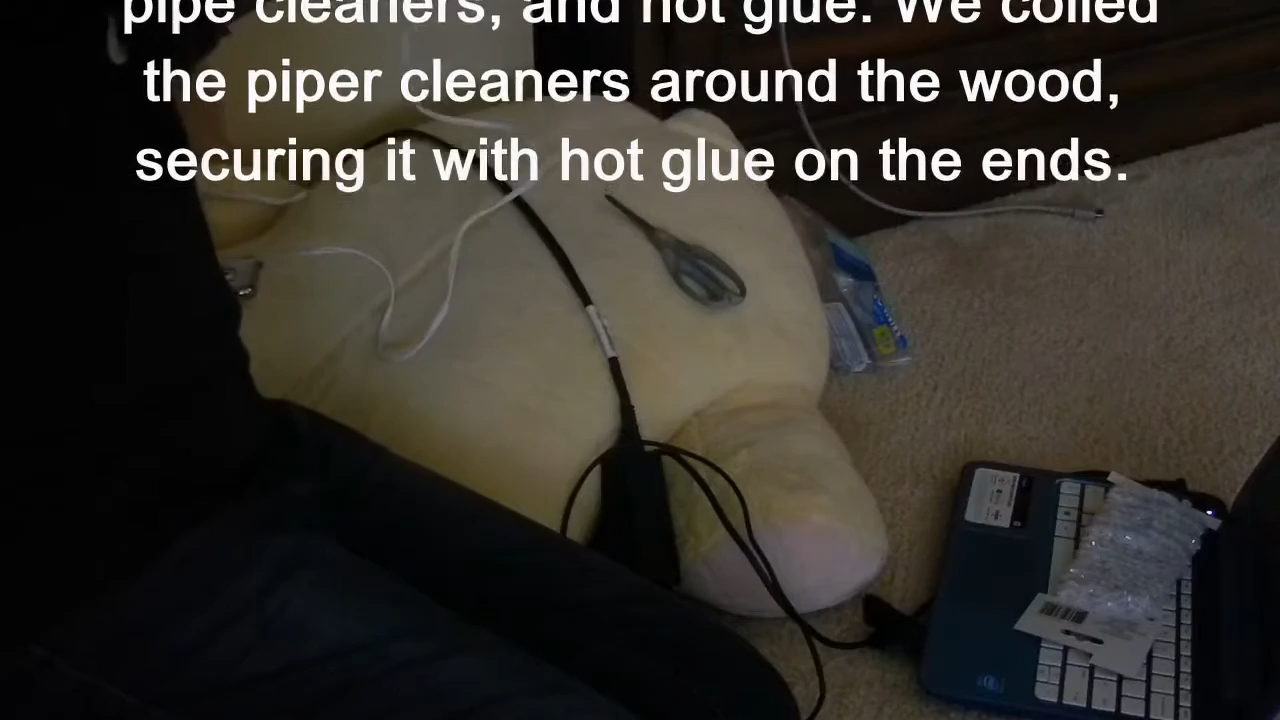 pipe cleaners, and hot glue. We coiled
the piper cleaners around the wood,
securing it with hot glue on the ends.